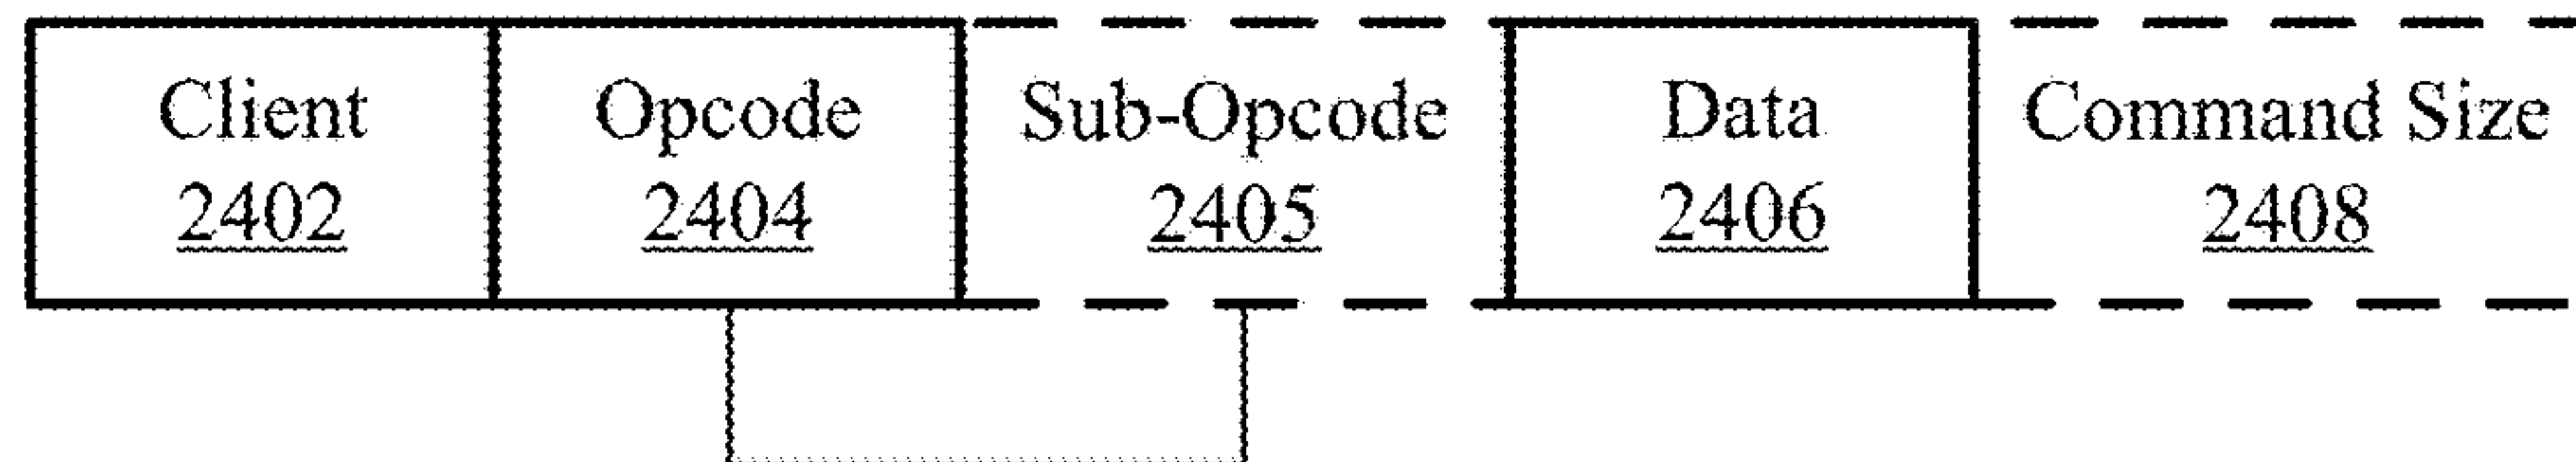 Client Opcode Sub-Opcode Data Command Size
2402 2404 2405 2406 2408